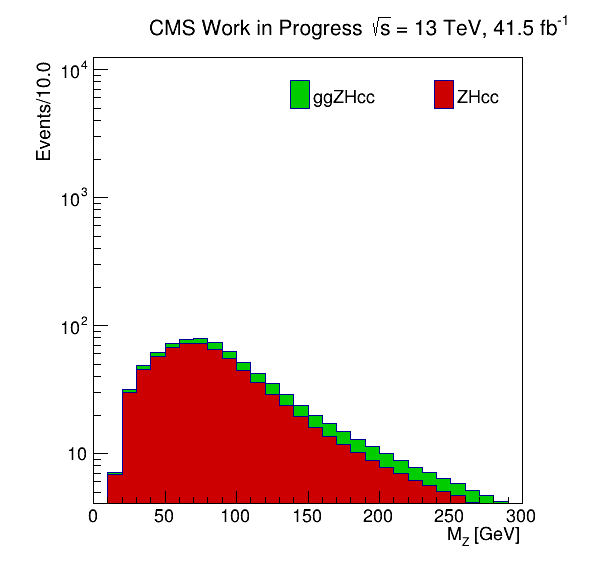 CMS Work in Progress √s = 13 TeV, 41.5 fb⁻¹
Events/10.0
ggZHcc ZHcc
10⁴
10³
10²
10
0 50 100 150 200 250 300
M_Z [GeV]